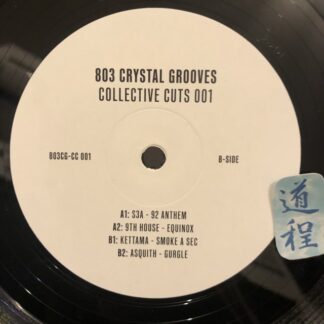 803 CRYSTAL GROOVES
COLLECTIVE CUTS 001
803CG-CC 001
B-SIDE
A1: S3A - 92 ANTHEM
A2: 9TH HOUSE - EQUINOX
B1: KETTAMA - SMOKE A SEC
B2: ASQUITH - GURGLE
道程